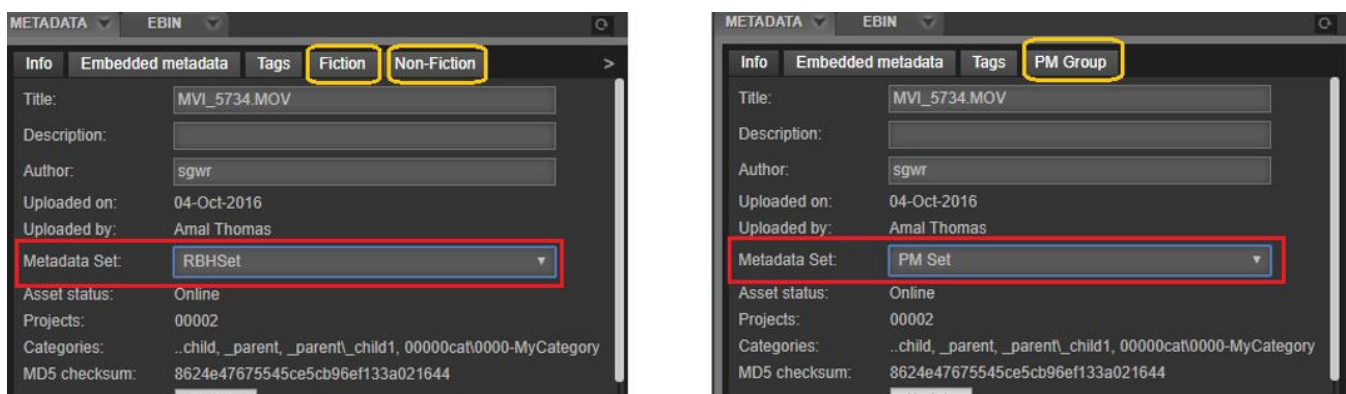 METADATA EBIN
Info Embedded metadata Tags Fiction Non-Fiction >
Title: MVI_5734.MOV
Description:
Author: sgwr
Uploaded on: 04-Oct-2016
Uploaded by: Amal Thomas
Metadata Set: RBHSet
Asset status: Online
Projects: 00002
Categories: ..child, _parent, _parent\_child1, 00000cat\0000-MyCategory
MD5 checksum: 8624e47675545ce5cb96ef133a021644
METADATA EBIN
Info Embedded metadata Tags PM Group
Title: MVI_5734.MOV
Description:
Author: sgwr
Uploaded on: 04-Oct-2016
Uploaded by: Amal Thomas
Metadata Set: PM Set
Asset status: Online
Projects: 00002
Categories: ..child, _parent, _parent\_child1, 00000cat\0000-MyCategory
MD5 checksum: 8624e47675545ce5cb96ef133a021644